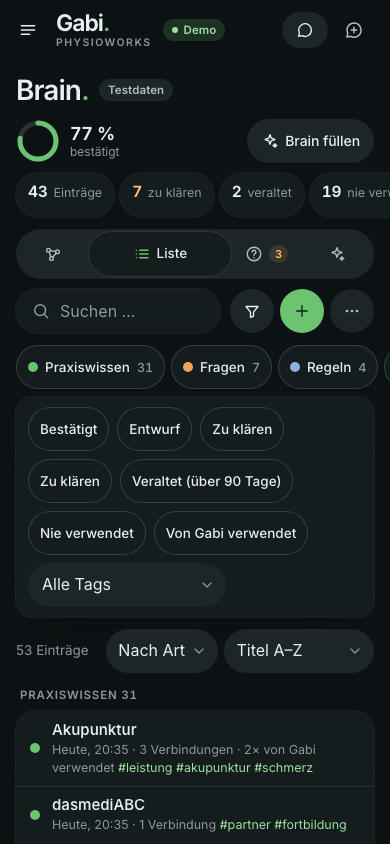 Gabi.
PHYSIOWORKS
Demo
Brain.
Testdaten
77 %
bestätigt
Brain füllen
43 Einträge
7 zu klären
2 veraltet
19 nie verw
Liste
3
Suchen ...
Praxiswissen 31
Fragen 7
Regeln 4
Bestätigt
Entwurf
Zu klären
Zu klären
Veraltet (über 90 Tage)
Nie verwendet
Von Gabi verwendet
Alle Tags
53 Einträge
Nach Art
Titel A–Z
PRAXISWISSEN 31
Akupunktur
Heute, 20:35 · 3 Verbindungen · 2× von Gabi
verwendet #leistung #akupunktur #schmerz
dasmediABC
Heute, 20:35 · 1 Verbindung #partner #fortbildung